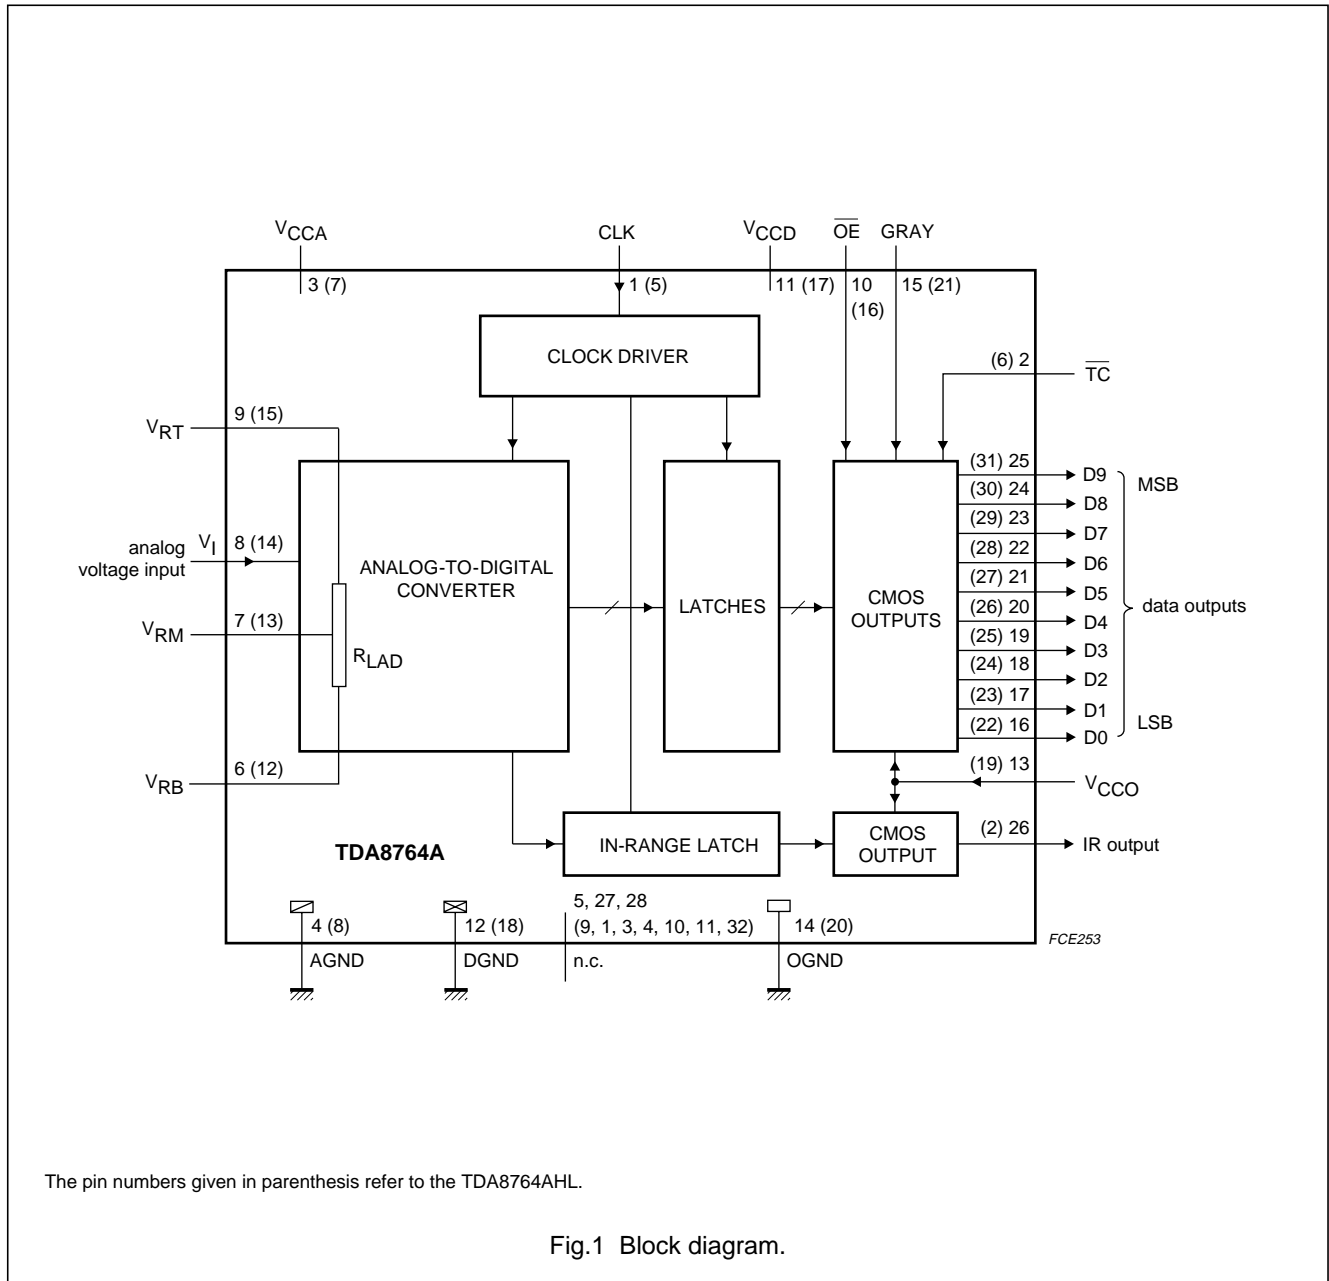 VCCA CLK VCCD OE GRAY
3 (7) 1 (5) 11 (17) 10 15 (21)
(16)
CLOCK DRIVER
(6) 2 TC
9 (15)
VRT
(31) 25 D9 MSB
(30) 24 D8
(29) 23 D7
analog VI 8 (14)
voltage input
ANALOG-TO-DIGITAL
CONVERTER
(28) 22 D6
(27) 21 D5
LATCHES
CMOS
OUTPUTS
data outputs
(26) 20 D4
7 (13)
VRM
RLAD
(25) 19 D3
(24) 18 D2
(23) 17 D1
LSB
(22) 16 D0
6 (12)
VRB
(19) 13 VCCO
TDA8764A
IN-RANGE LATCH
CMOS
OUTPUT
(2) 26 IR output
5, 27, 28
4 (8) 12 (18) (9, 1, 3, 4, 10, 11, 32) 14 (20)
FCE253
AGND DGND n.c. OGND
The pin numbers given in parenthesis refer to the TDA8764AHL.
Fig.1 Block diagram.